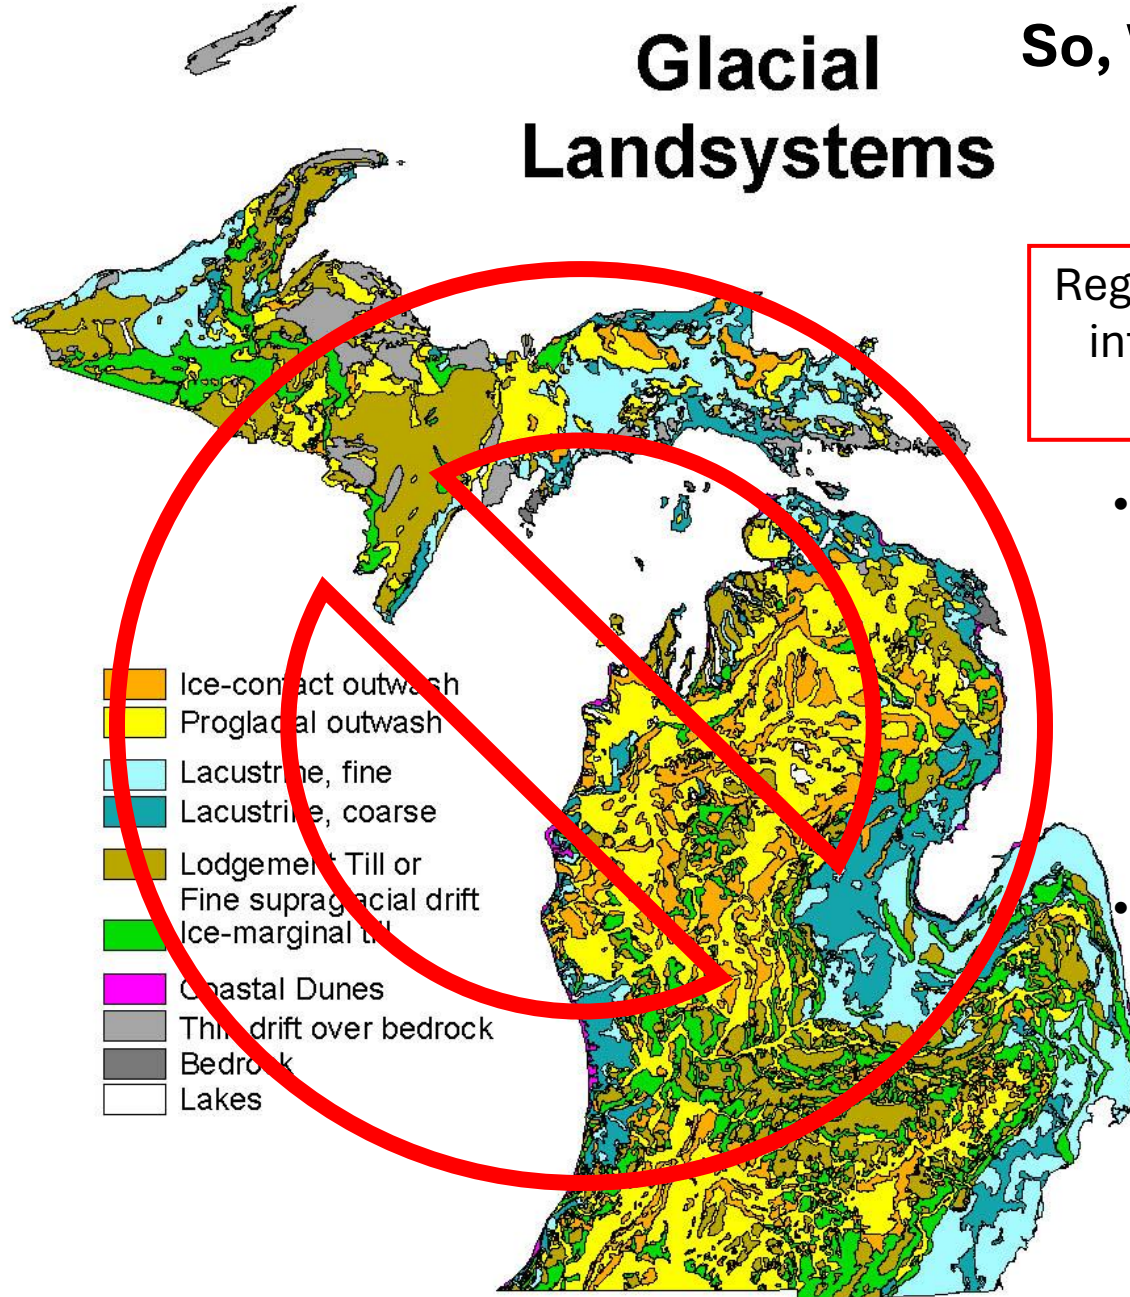 Glacial
Landsystems
So,
Ice-contact outwash
Proglacial outwash
Lacustrine, fine
Lacustrine, coarse
Lodgement Till or
Fine supraglacial drift
Ice-marginal till
Coastal Dunes
Thin drift over bedrock
Bedrock
Lakes
Reg
int
•
•